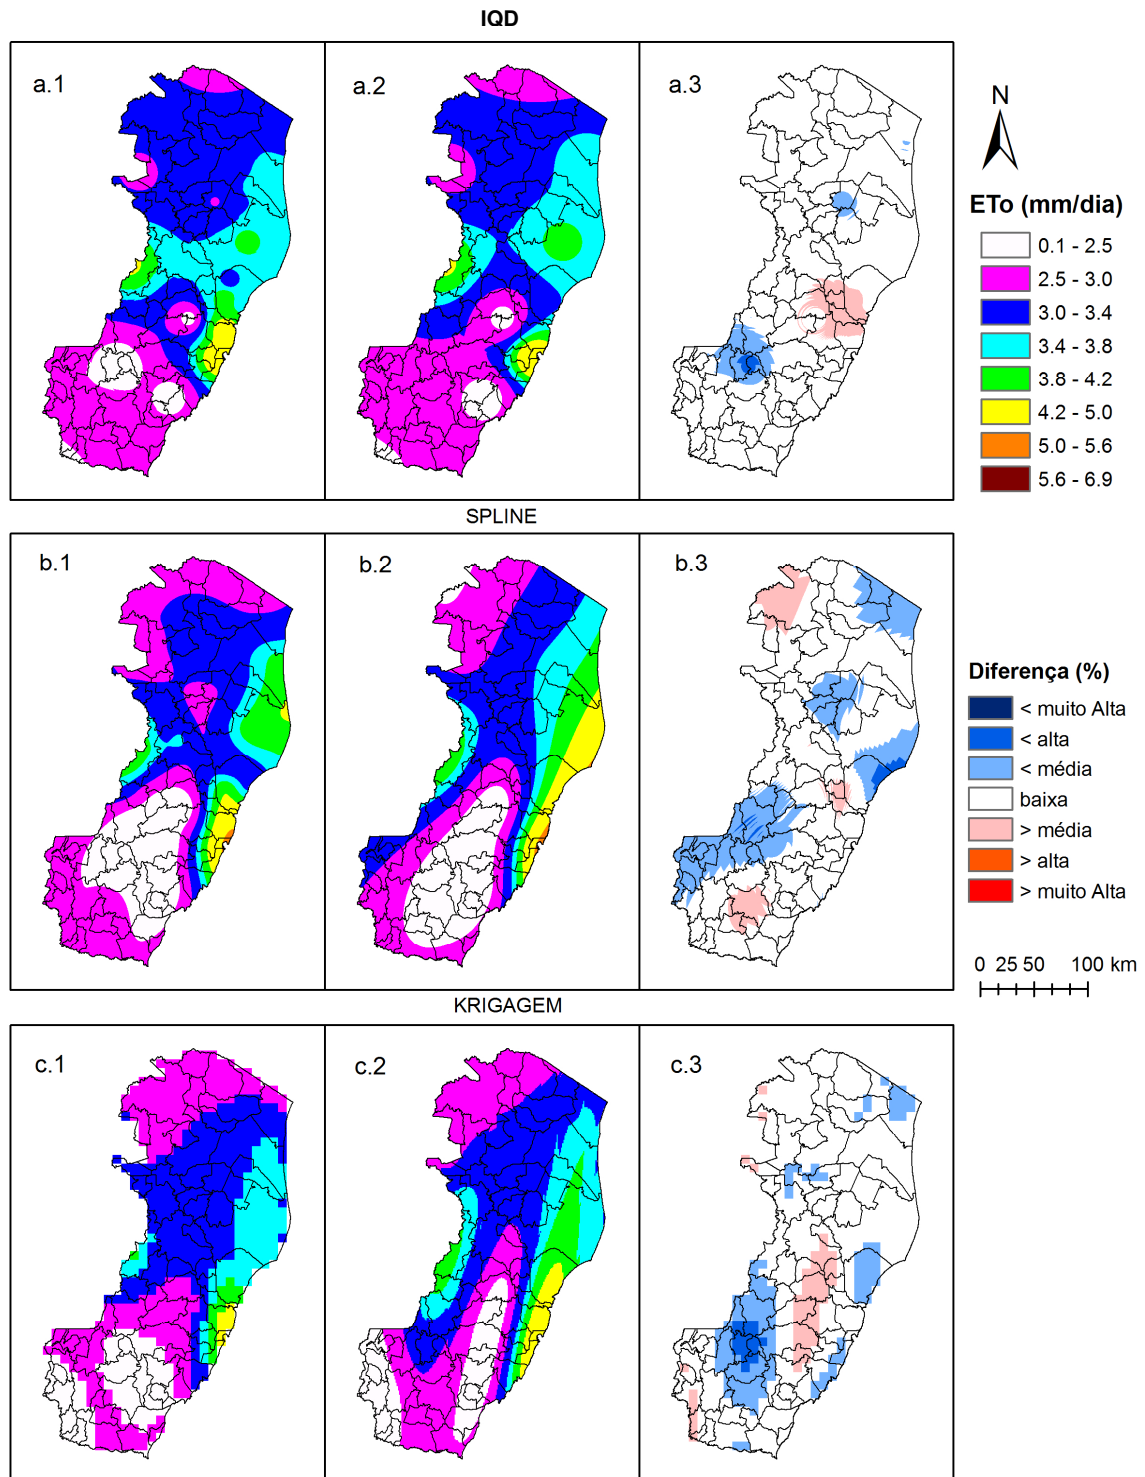 IQD
a.1
a.2
a.3
N
ETo (mm/dia)
0.1 - 2.5
2.5 - 3.0
3.0 - 3.4
3.4 - 3.8
3.8 - 4.2
4.2 - 5.0
5.0 - 5.6
5.6 - 6.9
SPLINE
b.1
b.2
b.3
Diferença (%)
< muito Alta
< alta
< média
baixa
> média
> alta
> muito Alta
0 25 50 100 km
KRIGAGEM
c.1
c.2
c.3